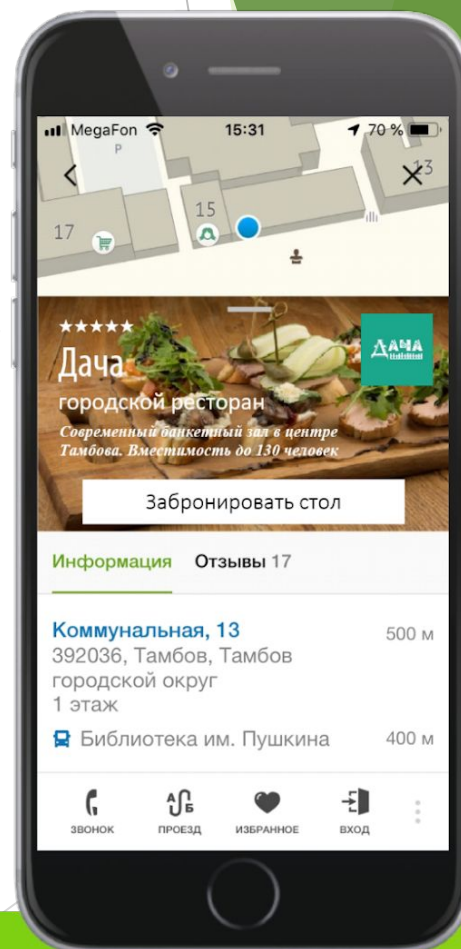 MegaFon 15:31 70 %
P
13
15
17
★★★★★
Дача
городской ресторан
Современный банкетный зал в центре
Тамбова. Вместимость до 130 человек
ДАЧА
Забронировать стол
Информация Отзывы 17
Коммунальная, 13 500 м
392036, Тамбов, Тамбов
городской округ
1 этаж
Библиотека им. Пушкина 400 м
А Б
ЗВОНОК ПРОЕЗД ИЗБРАННОЕ ВХОД